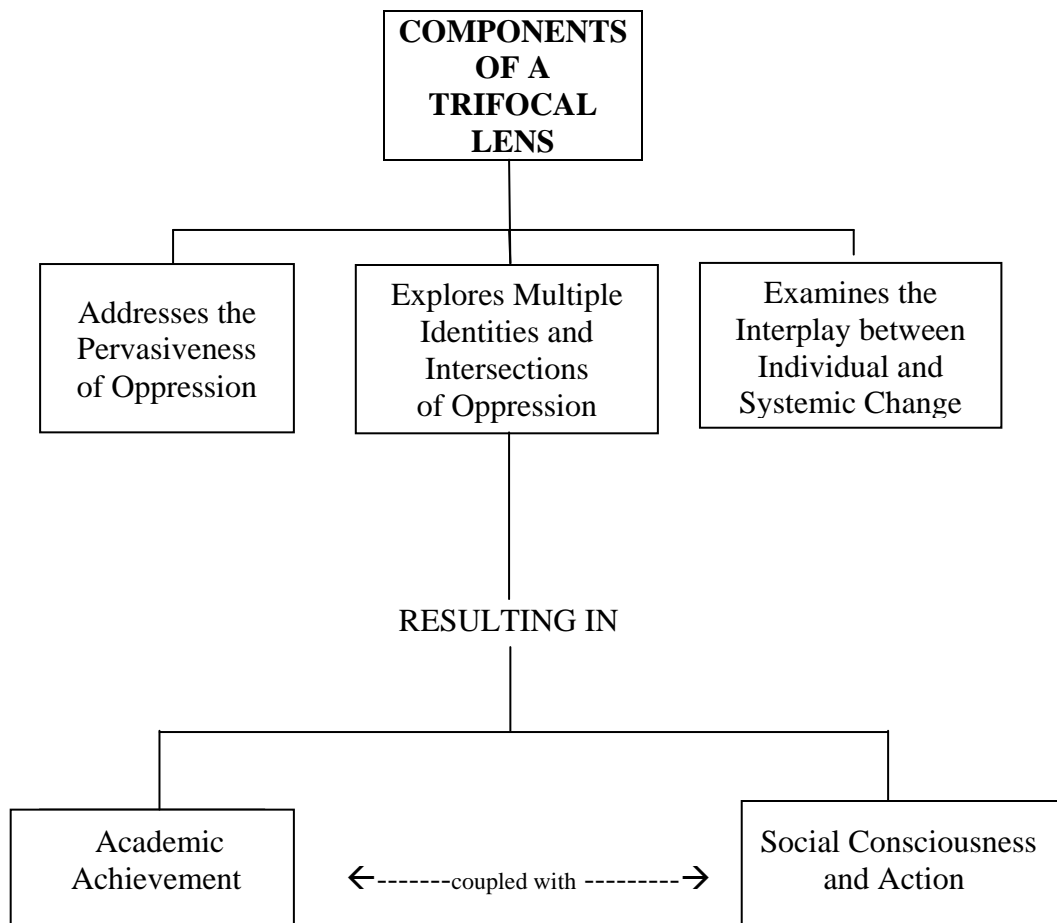 COMPONENTS
OF A
TRIFOCAL
LENS
Addresses the
Pervasiveness
of Oppression
Explores Multiple
Identities and
Intersections
of Oppression
Examines the
Interplay between
Individual and
Systemic Change
RESULTING IN
Academic
Achievement
←-------coupled with ---------→
Social Consciousness
and Action